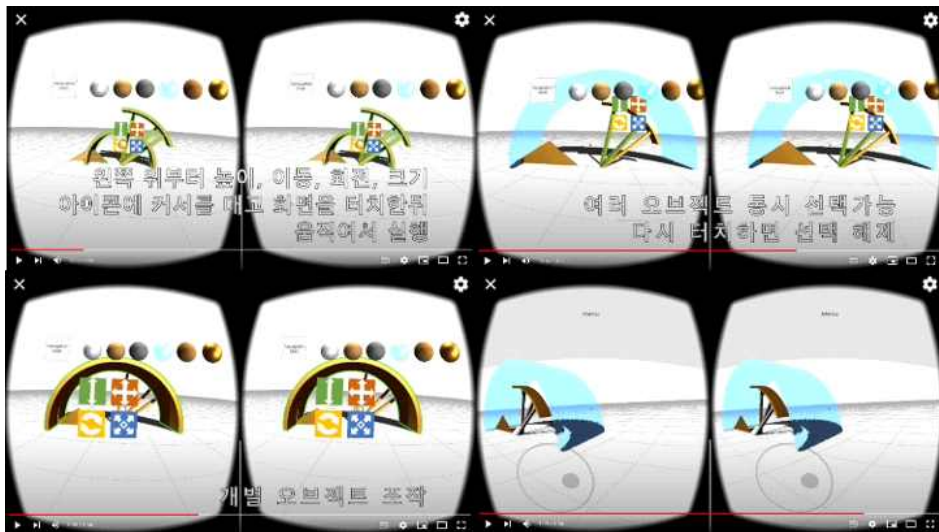 왼쪽 위부터 높이, 이동, 회전, 크기
아이콘에 커서를 대고 화면을 터치한뒤
움직여서 실행
여러 오브젝트 동시 선택가능
다시 터치하면 선택 해제
개별 오브젝트 조작